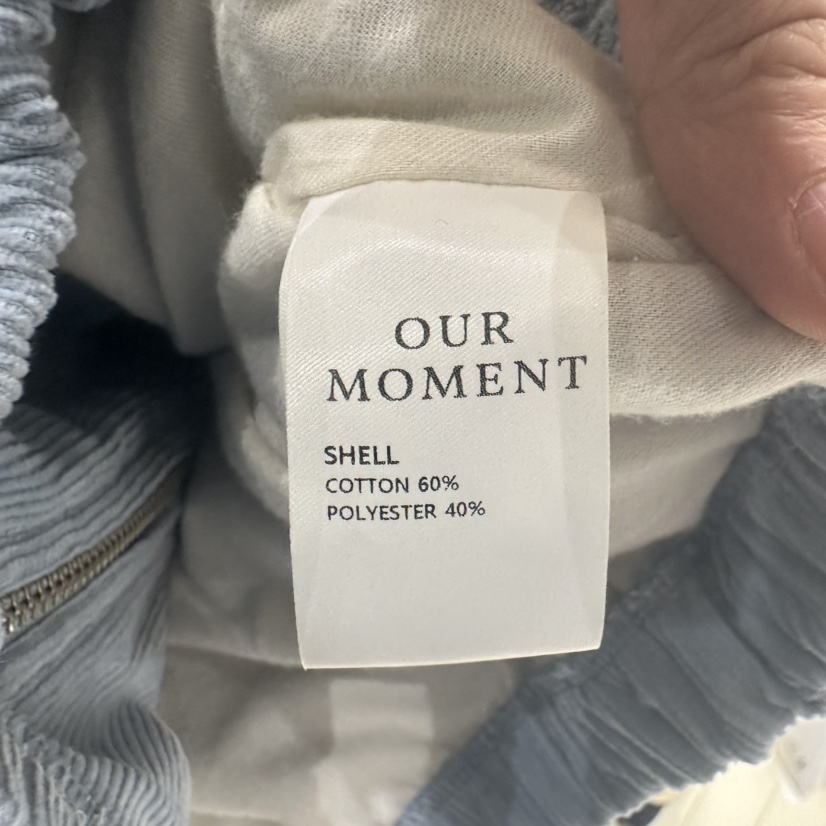 OUR
MOMENT
SHELL
COTTON 60%
POLYESTER 40%